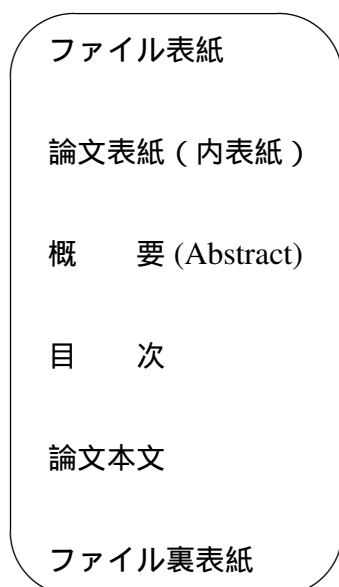 ファイル表紙
論文表紙（内表紙）
概　　要 (Abstract)
目　　次
論文本文
ファイル裏表紙